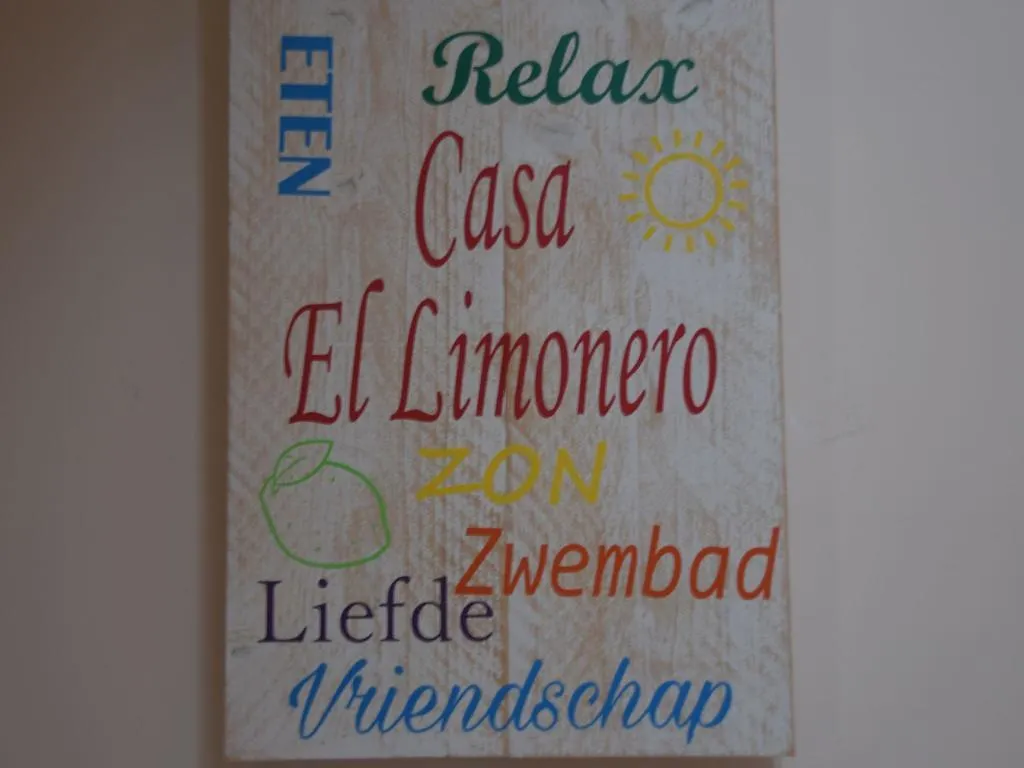 ETEN
Relax
Casa
El Limonero
ZON
Zwembad
Liefde
Vriendschap